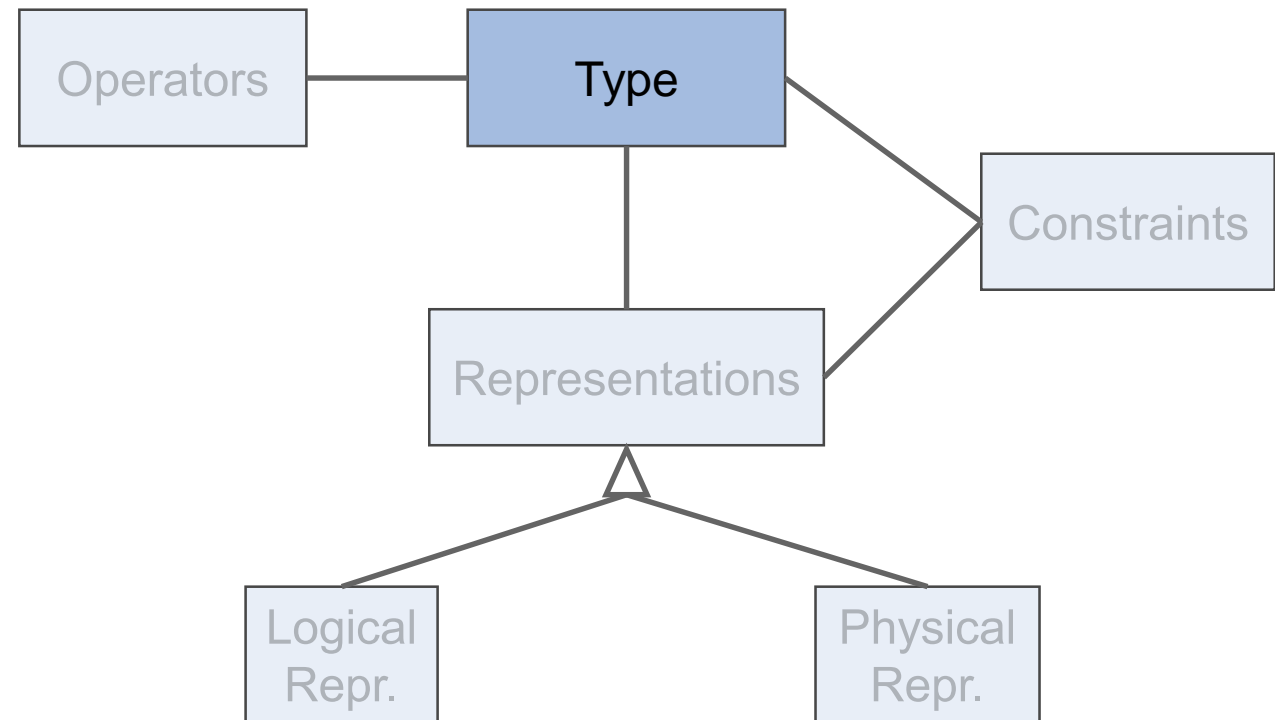 Operators
Type
Constraints
Representations
Logical
Repr.
Physical
Repr.